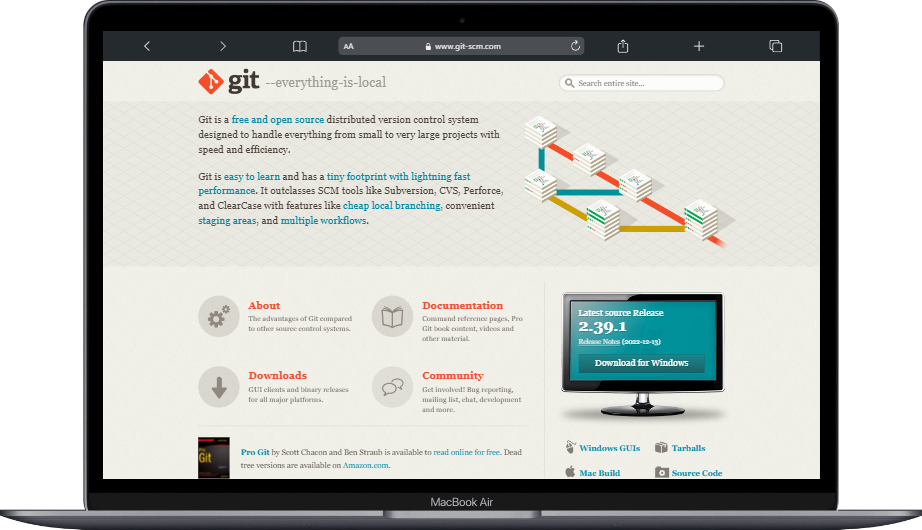 AA www.git-scm.com
git --everything-is-local
Search entire site...
Git is a free and open source distributed version control system
designed to handle everything from small to very large projects with
speed and efficiency.
Git is easy to learn and has a tiny footprint with lightning fast
performance. It outclasses SCM tools like Subversion, CVS, Perforce,
and ClearCase with features like cheap local branching, convenient
staging areas, and multiple workflows.
About
The advantages of Git compared
to other source control systems.
Documentation
Command reference pages, Pro
Git book content, videos and
other material.
Downloads
GUI clients and binary releases
for all major platforms.
Community
Get involved! Bug reporting,
mailing list, chat, development
and more.
Latest source Release
2.39.1
Release Notes (2022-12-13)
Download for Windows
Pro
Git
Pro Git by Scott Chacon and Ben Straub is available to read online for free. Dead
tree versions are available on Amazon.com.
Windows GUIs
Tarballs
Mac Build
Source Code
MacBook Air